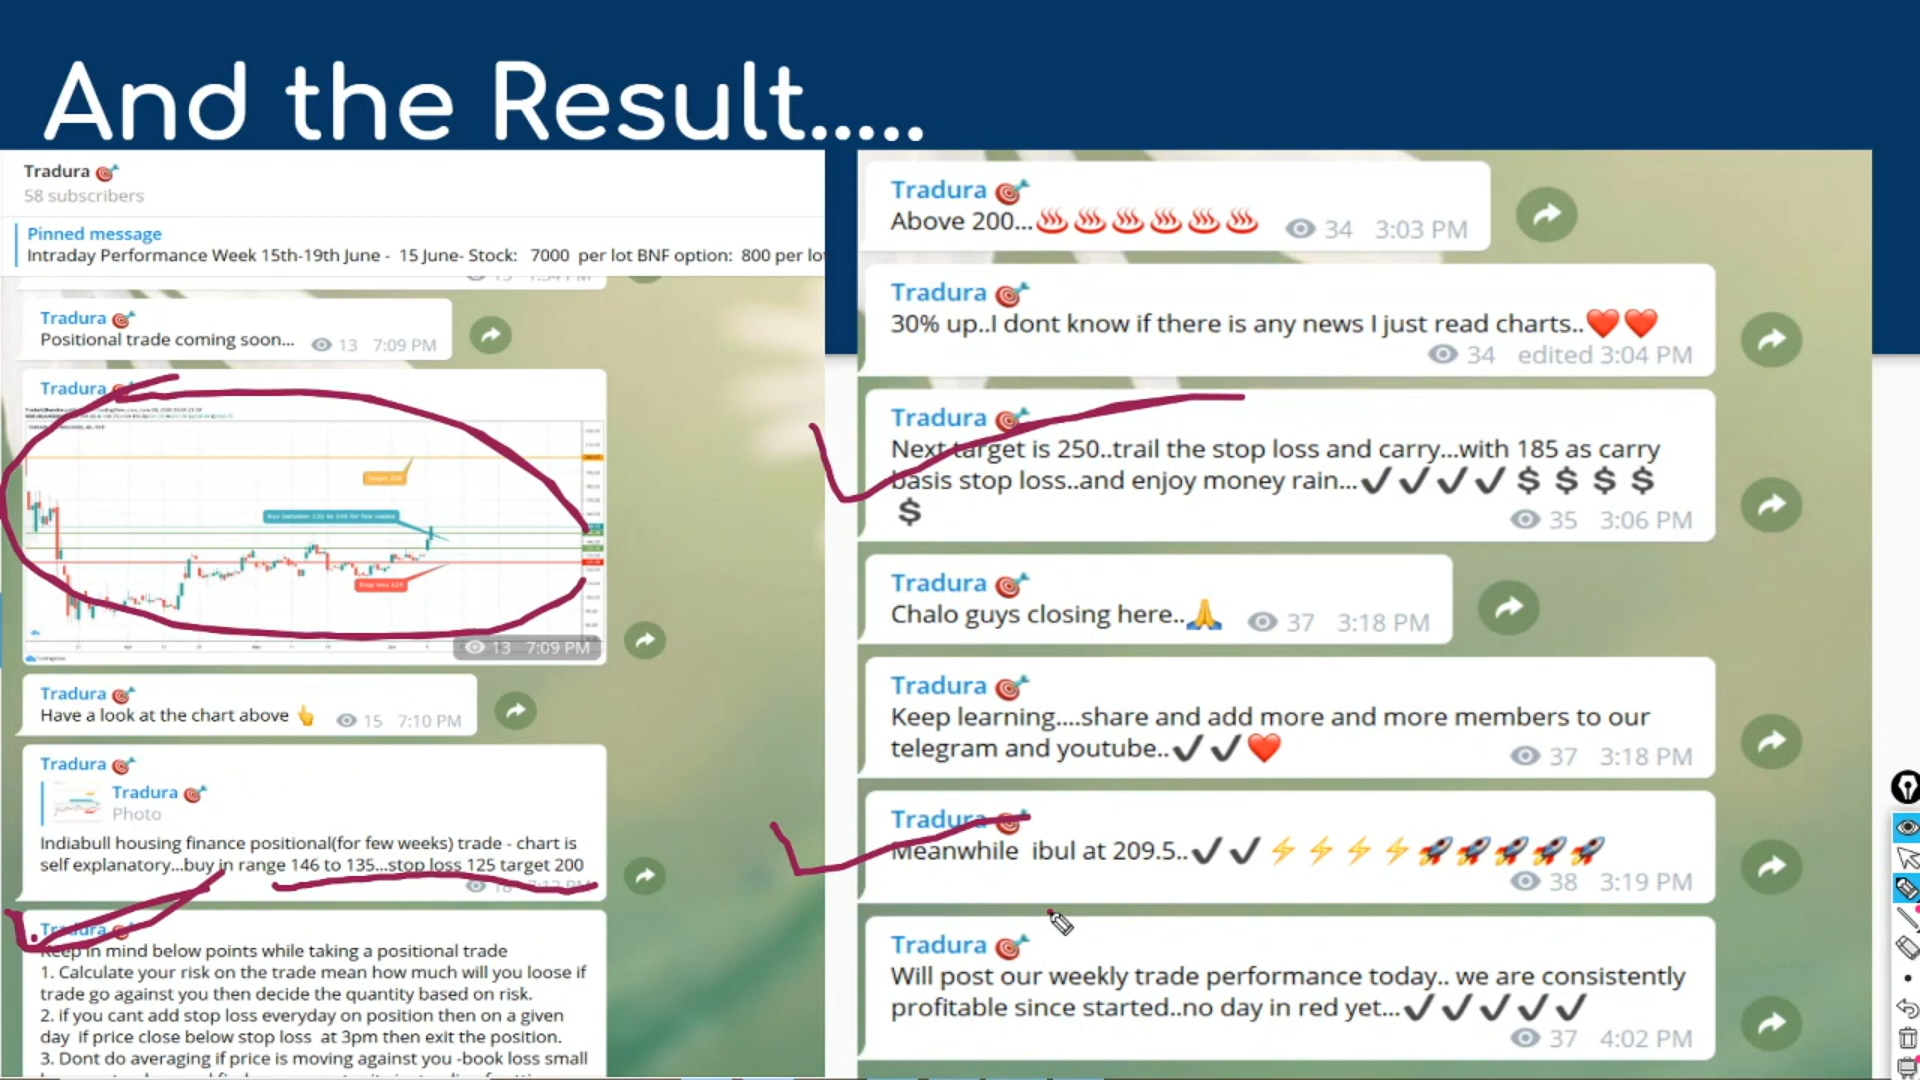 And the Result.....
Tradura
58 subscribers
Pinned message
Intraday Performance Week 15th-19th June - 15 June- Stock: 7000 per lot BNF option: 800 per lo
Tradura
Positional trade coming soon... 13 7:09 PM
Tradura
Buy between 135 to 146 for few weeks
Stop loss 125
13 7:09 PM
Tradura
Have a look at the chart above 15 7:10 PM
Tradura
Tradura
Photo
Indiabull housing finance positional(for few weeks) trade - chart is
self explanatory...buy in range 146 to 135...stop loss 125 target 200
Tradura
Keep in mind below points while taking a positional trade
1. Calculate your risk on the trade mean how much will you loose if
trade go against you then decide the quantity based on risk.
2. if you cant add stop loss everyday on position then on a given
day if price close below stop loss at 3pm then exit the position.
3. Dont do averaging if price is moving against you -book loss small
Tradura
Above 200... 34 3:03 PM
Tradura
30% up..I dont know if there is any news I just read charts..
34 edited 3:04 PM
Tradura
Next target is 250..trail the stop loss and carry...with 185 as carry
basis stop loss..and enjoy money rain...✔✔✔✔$ $ $ $
$
35 3:06 PM
Tradura
Chalo guys closing here.. 37 3:18 PM
Tradura
Keep learning....share and add more and more members to our
telegram and youtube..✔✔
37 3:18 PM
Tradura
Meanwhile ibul at 209.5..✔✔
38 3:19 PM
Tradura
Will post our weekly trade performance today.. we are consistently
profitable since started..no day in red yet...✔✔✔✔✔
37 4:02 PM